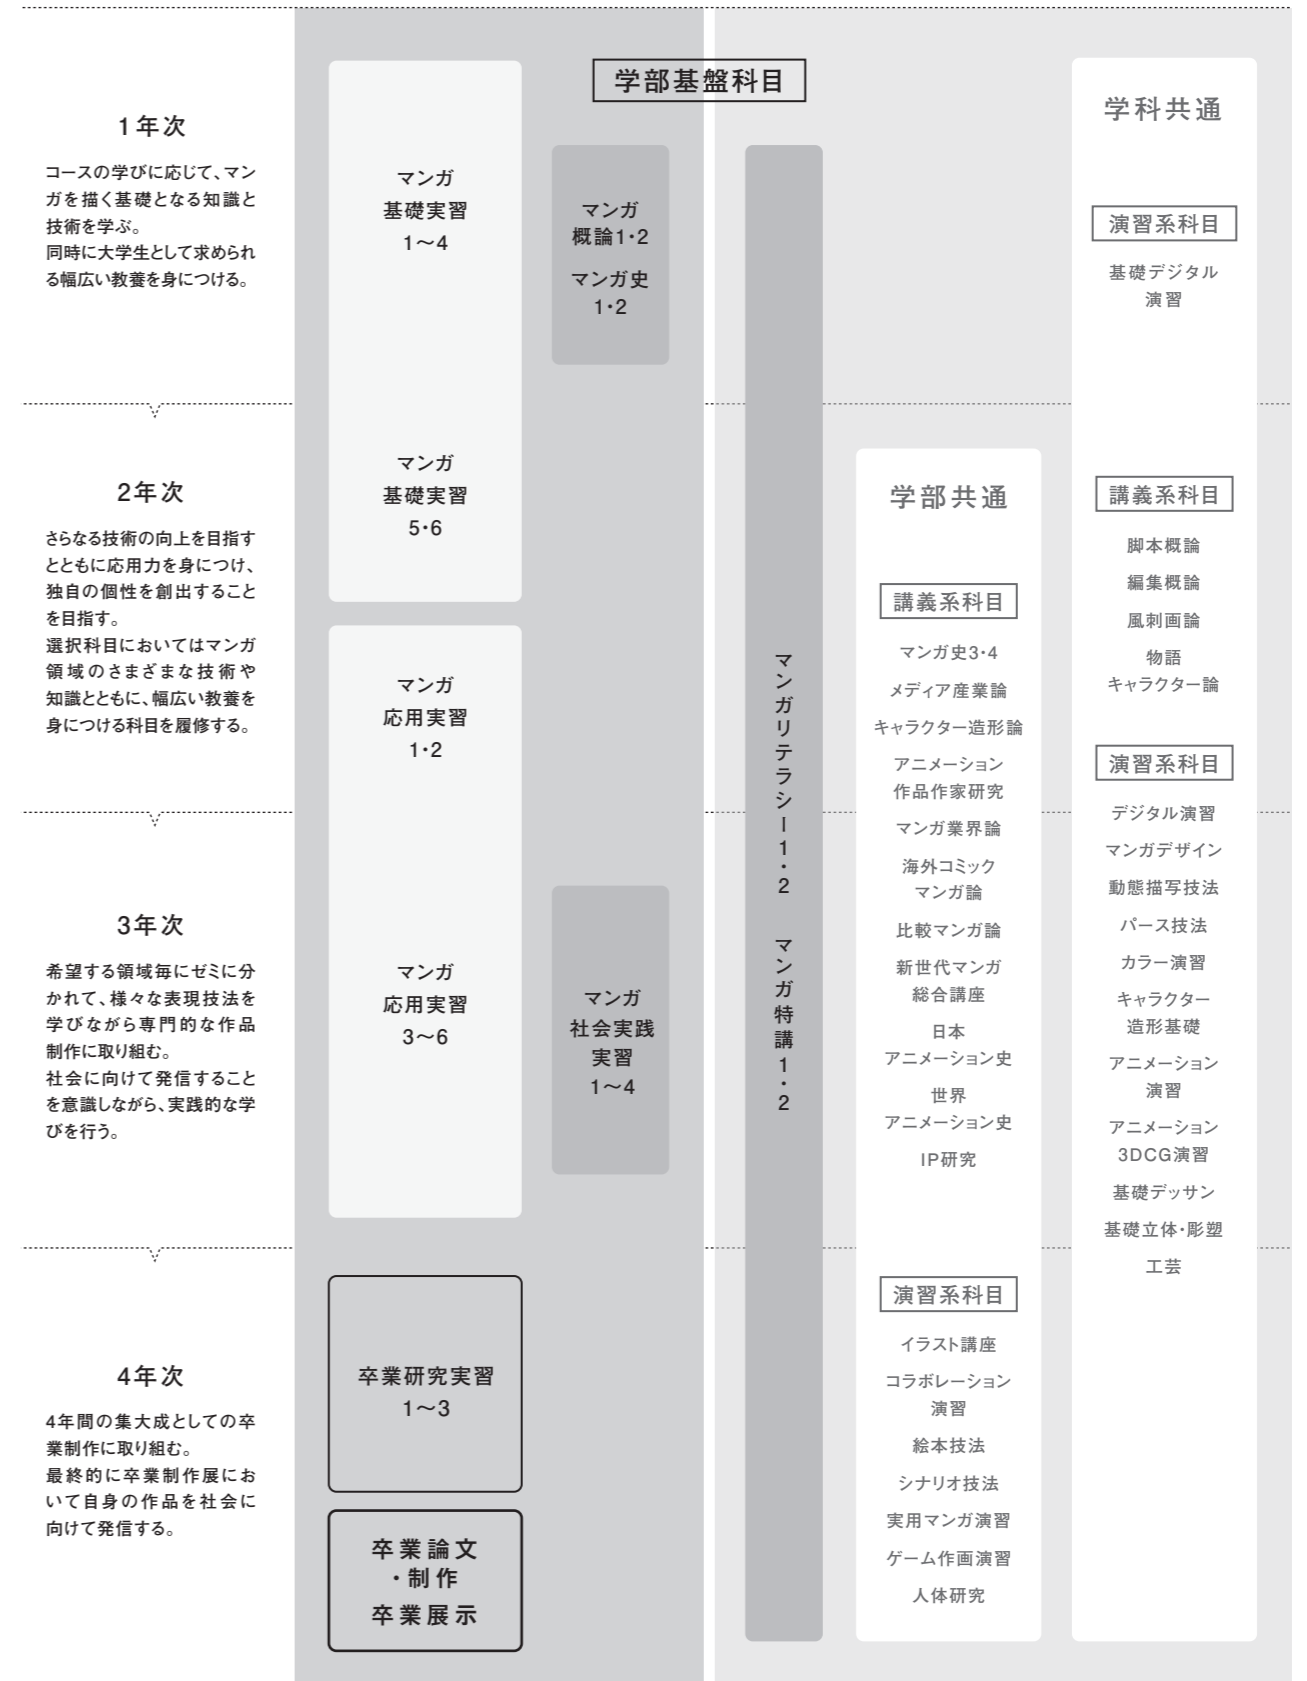 学部基盤科目
1年次
コースの学びに応じて、マン
ガを描く基礎となる知識と
技術を学ぶ。
同時に大学生として求められ
る幅広い教養を身につける。
2年次
さらなる技術の向上を目指す
とともに応用力を身につけ、
独自の個性を創出すること
を目指す。
選択科目においてはマンガ
領域のさまざまな技術や
知識とともに、幅広い教養を
身につける科目を履修する。
3年次
希望する領域毎にゼミに分
かれて、様々な表現技法を
学びながら専門的な作品
制作に取り組む。
社会に向けて発信すること
を意識しながら、実践的な学
びを行う。
4年次
4年間の集大成としての卒
業制作に取り組む。
最終的に卒業制作展にお
いて自身の作品を社会に
向けて発信する。
マンガ
基礎実習
1〜4
マンガ
基礎実習
5・6
マンガ
応用実習
1・2
マンガ
応用実習
3〜6
卒業研究実習
1〜3
卒業論文
・制作
卒業展示
マンガ
概論1・2
マンガ史
1・2
マンガ
社会実践
実習
1〜4
マンガリテラシー1・2 マンガ特講1・2
学部共通
講義系科目
マンガ史3・4
メディア産業論
キャラクター造形論
アニメーション
作品作家研究
マンガ業界論
海外コミック
マンガ論
比較マンガ論
新世代マンガ
総合講座
日本
アニメーション史
世界
アニメーション史
IP研究
演習系科目
イラスト講座
コラボレーション
演習
絵本技法
シナリオ技法
実用マンガ演習
ゲーム作画演習
人体研究
学科共通
演習系科目
基礎デジタル
演習
講義系科目
脚本概論
編集概論
風刺画論
物語
キャラクター論
演習系科目
デジタル演習
マンガデザイン
動態描写技法
パース技法
カラー演習
キャラクター
造形基礎
アニメーション
演習
アニメーション
3DCG演習
基礎デッサン
基礎立体・彫塑
工芸